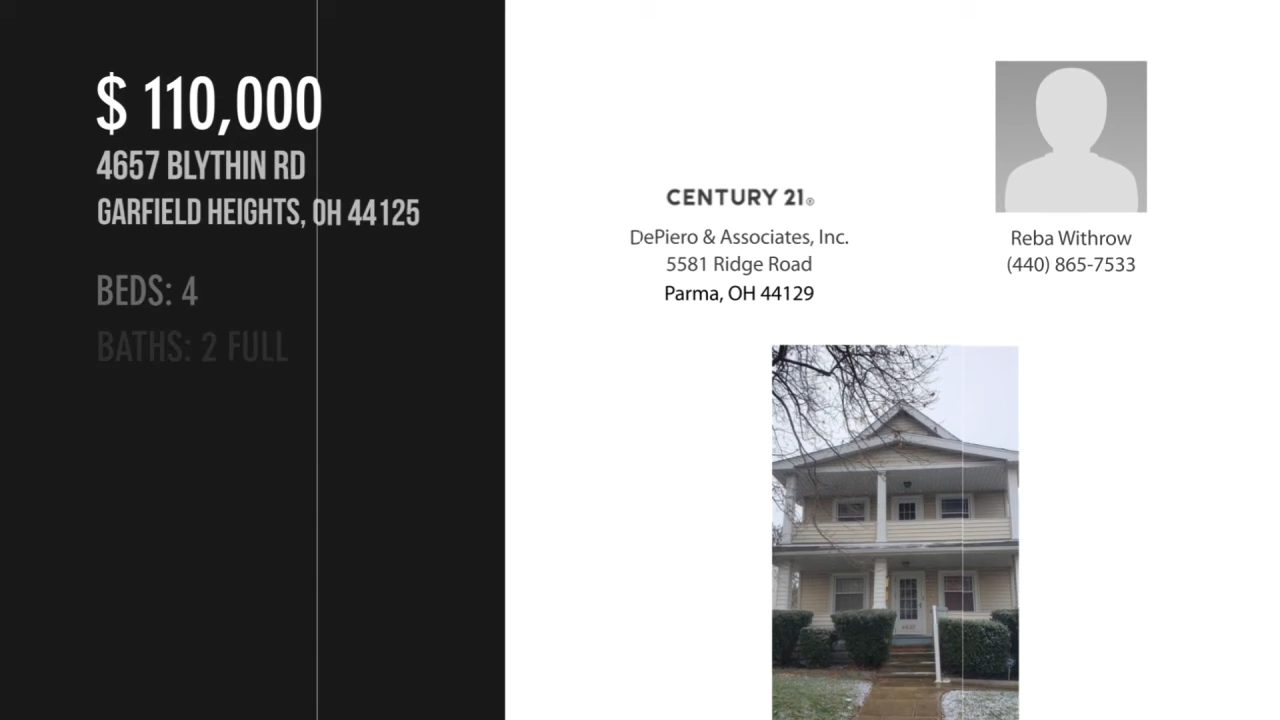 $ 110,000
4657 BLYTHIN RD
GARFIELD HEIGHTS, OH 44125
BEDS: 4
BATHS: 2 FULL
CENTURY 21®
DePiero & Associates, Inc.
5581 Ridge Road
Parma, OH 44129
Reba Withrow
(440) 865-7533
4657